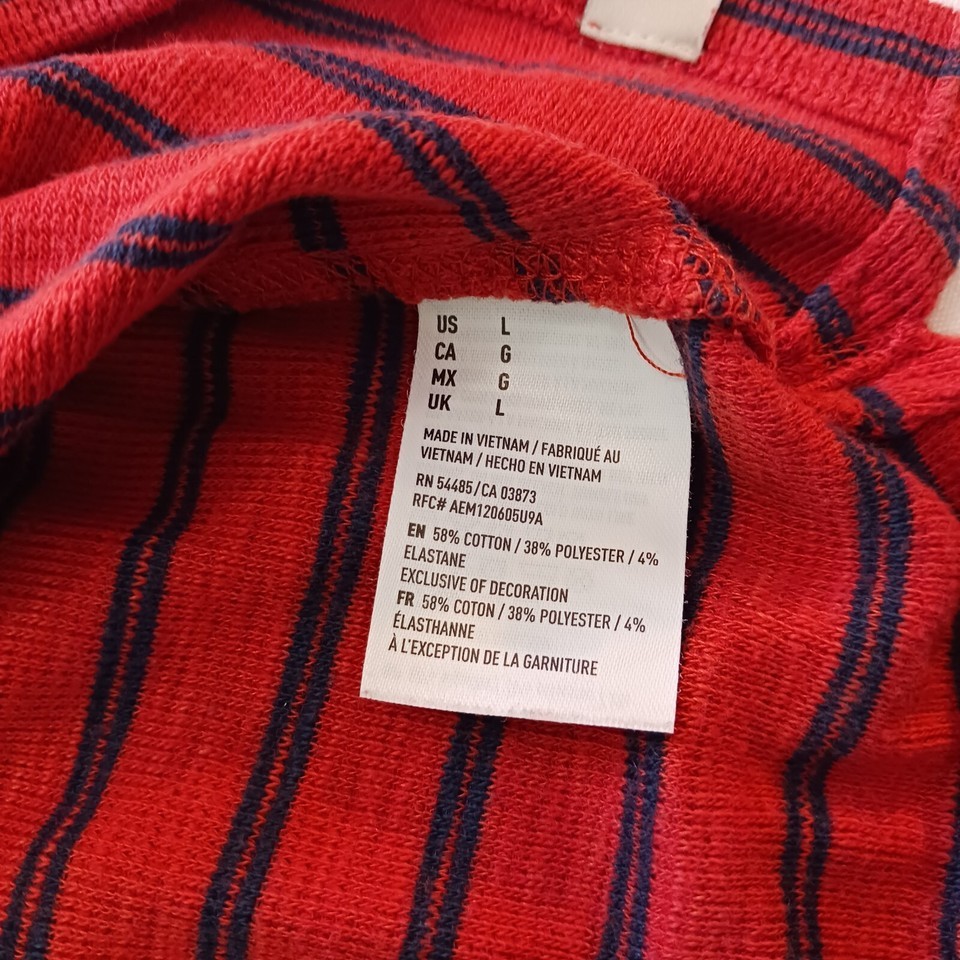 US L
CA G
MX G
UK L
MADE IN VIETNAM / FABRIQUÉ AU
VIETNAM / HECHO EN VIETNAM
RN 54485/CA 03873
RFC# AEM120605U9A
EN 58% COTTON / 38% POLYESTER / 4%
ELASTANE
EXCLUSIVE OF DECORATION
FR 58% COTON / 38% POLYESTER / 4%
ÉLASTHANNE
À L'EXCEPTION DE LA GARNITURE